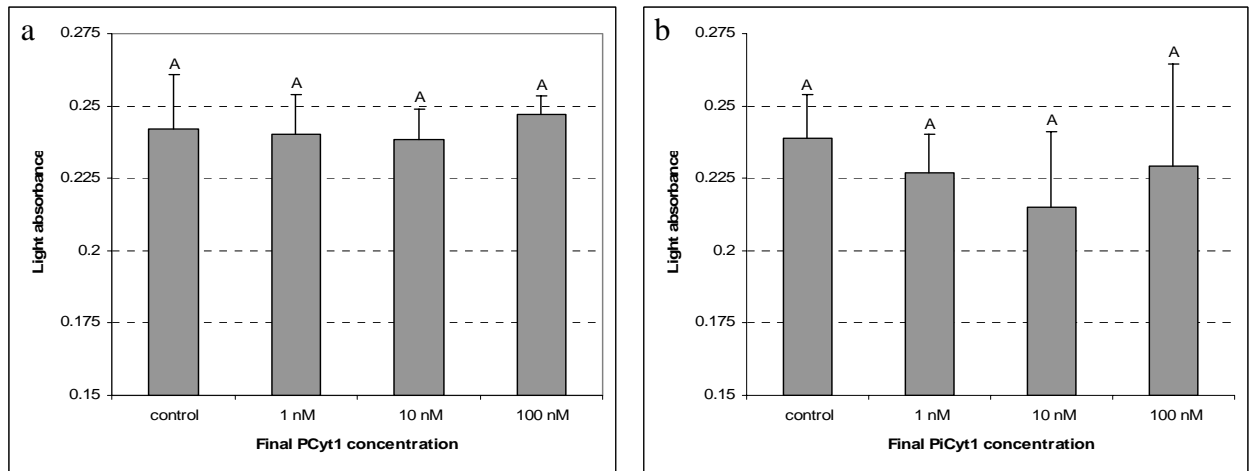 a
0.275
0.25
0.225
0.2
0.175
0.15
Light absorbance
A
A
A
A
control
1 nM
10 nM
100 nM
Final PCyt1 concentration
b
0.275
0.25
0.225
0.2
0.175
0.15
Light absorbance
A
A
A
A
control
1 nM
10 nM
100 nM
Final PiCyt1 concentration